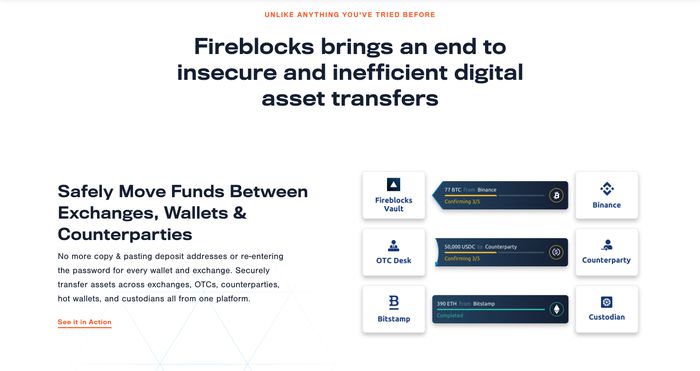 UNLIKE ANYTHING YOU'VE TRIED BEFORE
Fireblocks brings an end to
insecure and inefficient digital
asset transfers
Safely Move Funds Between
Exchanges, Wallets &
Counterparties
No more copy & pasting deposit addresses or re-entering
the password for every wallet and exchange. Securely
transfer assets across exchanges, OTCs, counterparties,
hot wallets, and custodians all from one platform.
See it in Action
Fireblocks
Vault
77 BTC from Binance
Confirming 3/5
Binance
OTC Desk
50,000 USDC to Counterparty
Confirming 3/5
Counterparty
Bitstamp
390 ETH From Bitstamp
Completed
Custodian